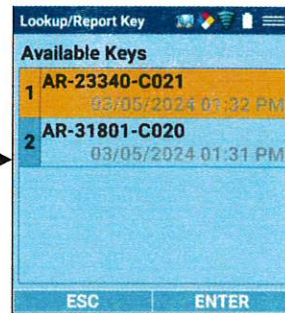 Lookup/Report Key
Available Keys
1 AR-23340-C021
03/05/2024 01:32 PM
2 AR-31801-C020
03/05/2024 01:31 PM
ESC ENTER